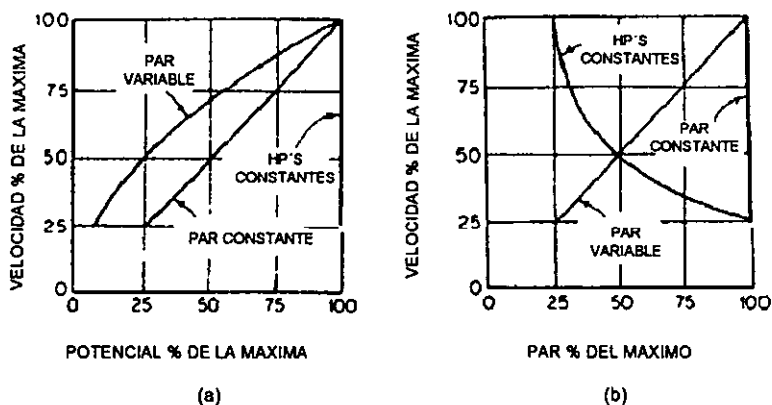 VELOCIDAD % DE LA MAXIMA
100
75
50
25
0
PAR
VARIABLE
HP'S
CONSTANTES
PAR CONSTANTE
0
25
50
75
100
POTENCIAL % DE LA MAXIMA
(a)
VELOCIDAD % DE LA MAXIMA
100
75
50
25
0
HP'S
CONSTANTES
PAR
CONSTANTE
PAR
VARIABLE
0
25
50
75
100
PAR % DEL MAXIMO
(b)